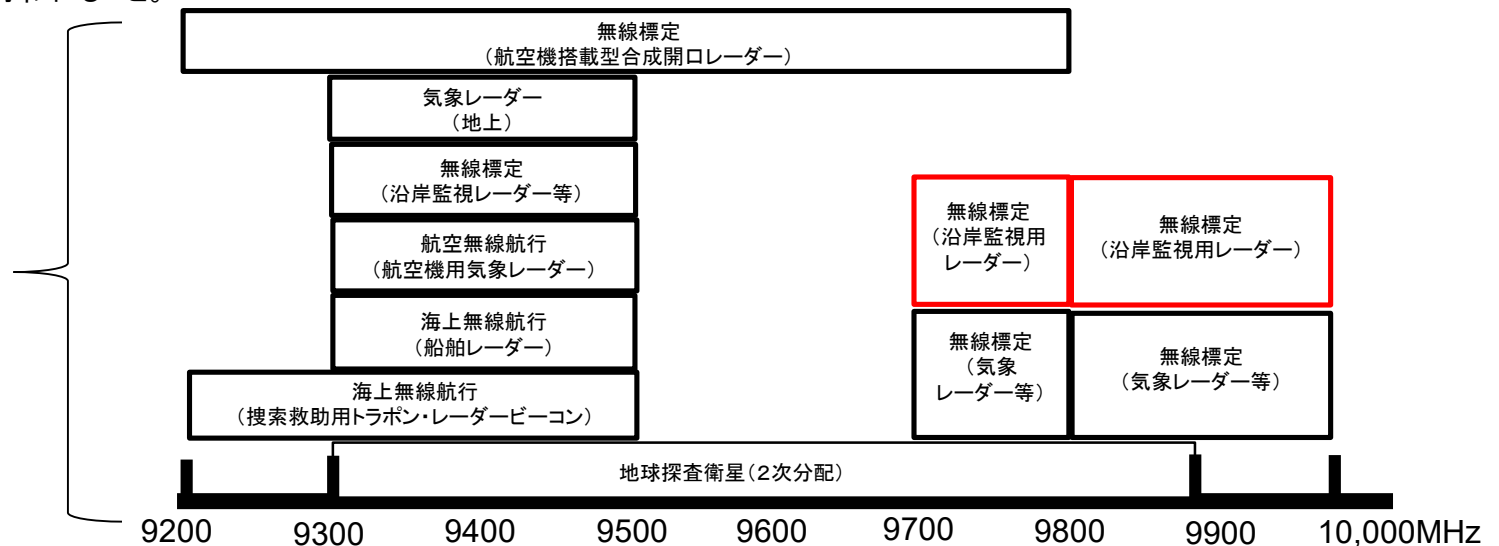 無線標定
（航空機搭載型合成開口レーダー）
気象レーダー
（地上）
無線標定
（沿岸監視レーダー等）
航空無線航行
（航空機用気象レーダー）
海上無線航行
（船舶レーダー）
海上無線航行
（捜索救助用トラポン・レーダービーコン）
無線標定
（沿岸監視用
レーダー）
無線標定
（沿岸監視用レーダー）
無線標定
（気象
レーダー等）
無線標定
（気象レーダー等）
地球探査衛星（２次分配）
9200 9300 9400 9500 9600 9700 9800 9900 10,000MHz